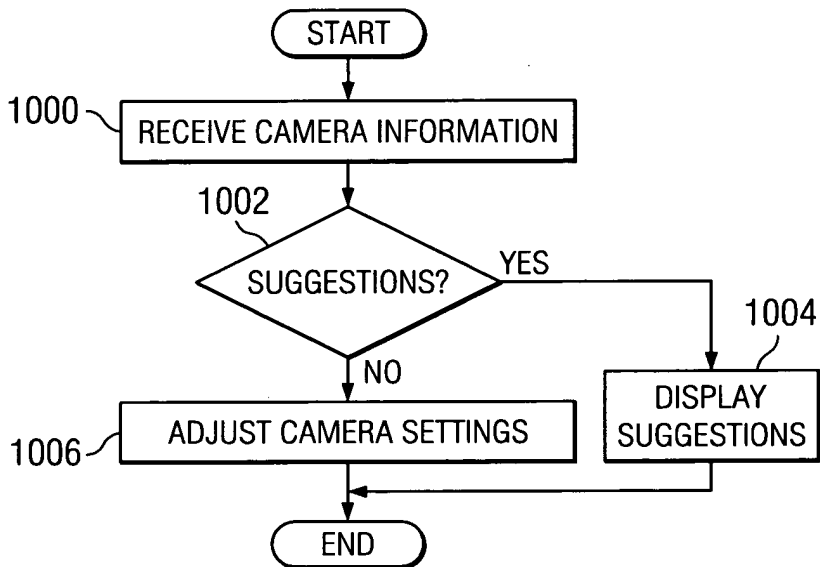 START
1000
RECEIVE CAMERA INFORMATION
1002
SUGGESTIONS?
YES
1004
NO
DISPLAY
SUGGESTIONS
1006
ADJUST CAMERA SETTINGS
END